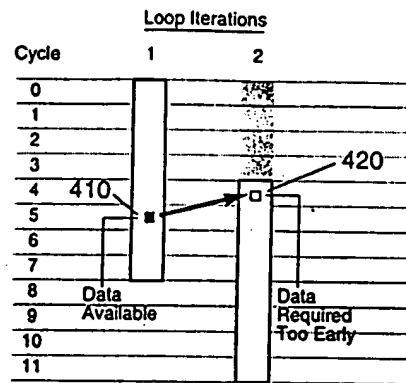 Loop Iterations
Cycle 1 2
0
1
2
3
4
410
420
5
6
7
8
Data
Available
Data
Required
Too Early
9
10
11